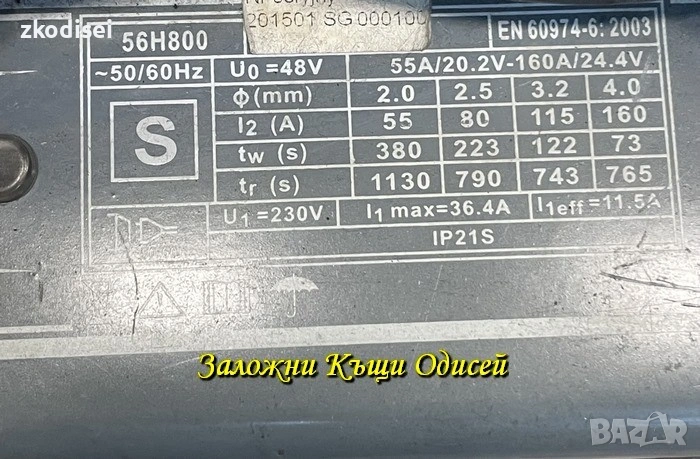 zkodisei
201501 SG 000100
56H800
EN 60974-6: 2003
~50/60Hz U0 =48V 55A/20.2V-160A/24.4V
S
ϕ(mm) 2.0 2.5 3.2 4.0
I2 (A) 55 80 115 160
tw (s) 380 223 122 73
tr (s) 1130 790 743 765
U1 =230V I1 max=36.4A I1eff=11.5A
IP21S
Заложни Къщи Одисей
BAZAR